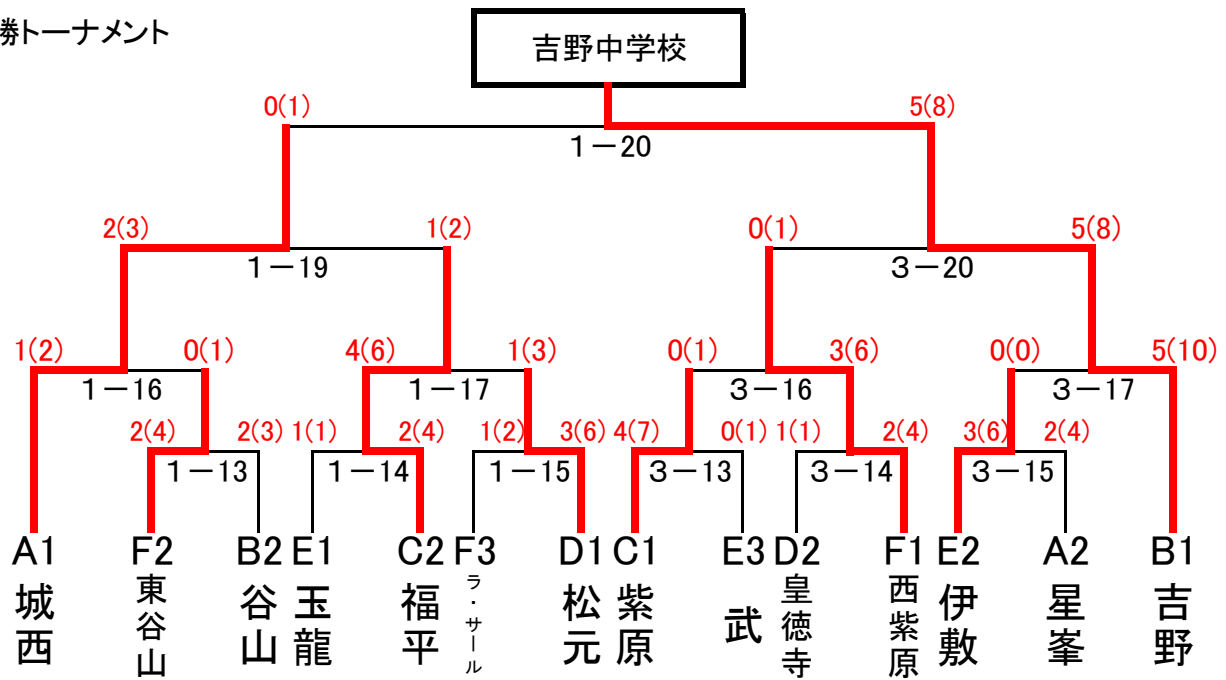 勝トーナメント
吉野中学校
0(1) 5(8)
1－20
2(3) 1(2) 0(1) 5(8)
1－19 3－20
1(2) 0(1) 4(6) 1(3) 0(1) 3(6) 0(0) 5(10)
1－16 1－17 3－16 3－17
2(4) 2(3) 1(1) 2(4) 1(2) 3(6) 4(7) 0(1) 1(1) 2(4) 3(6) 2(4)
1－13 1－14 1－15 3－13 3－14 3－15
A1 F2 B2 E1 C2 F3 D1 C1 E3 D2 F1 E2 A2 B1
城西 東谷山 谷山 玉龍 福平 ラ・サール 松元 紫原 武 皇徳寺 西紫原 伊敷 星峯 吉野